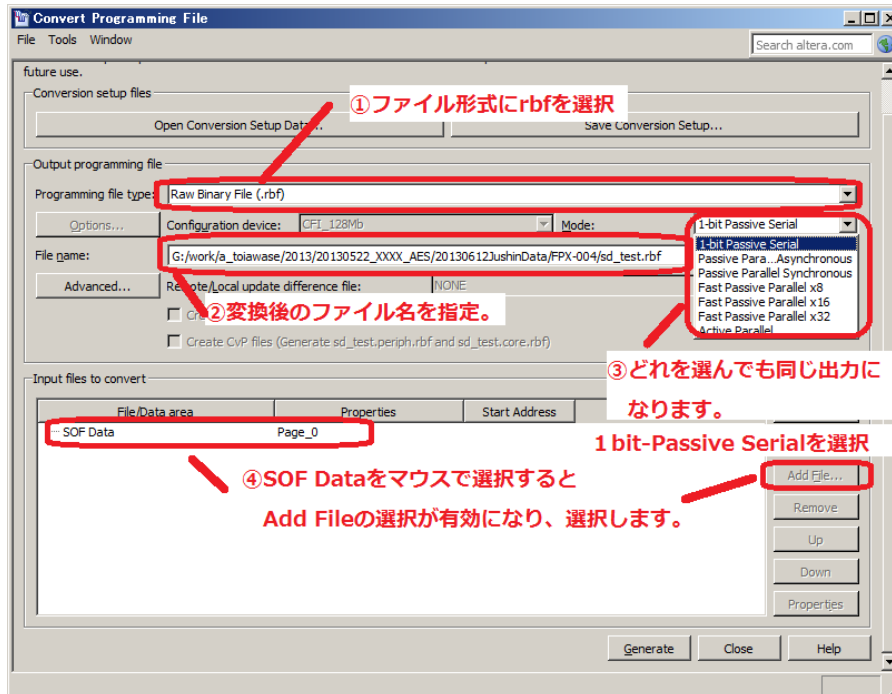 Convert Programming File
File Tools Window
Search altera.com
future use.
Conversion setup files
①ファイル形式にrbfを選択
Open Conversion Setup Data...
Save Conversion Setup...
Output programming file
Programming file type:
Raw Binary File (.rbf)
Options...
Configuration device:
CFI_128Mb
Mode:
1-bit Passive Serial
1-bit Passive Serial
Passive Para...Asynchronous
Passive Parallel Synchronous
Fast Passive Parallel x8
Fast Passive Parallel x16
Fast Passive Parallel x32
Active Parallel
File name:
G:/work/a_toiawase/2013/20130522_XXXX_AES/20130612JushinData/FPX-004/sd_test.rbf
Advanced...
Remote/Local update difference file:
NONE
②変換後のファイル名を指定。
Create CvP files (Generate sd_test.periph.rbf and sd_test.core.rbf)
③どれを選んでも同じ出力に
なります。
1bit-Passive Serialを選択
Input files to convert
File/Data area
Properties
Start Address
SOF Data
Page_0
④SOF Dataをマウスで選択すると
Add Fileの選択が有効になり、選択します。
Add File...
Remove
Up
Down
Properties
Generate
Close
Help